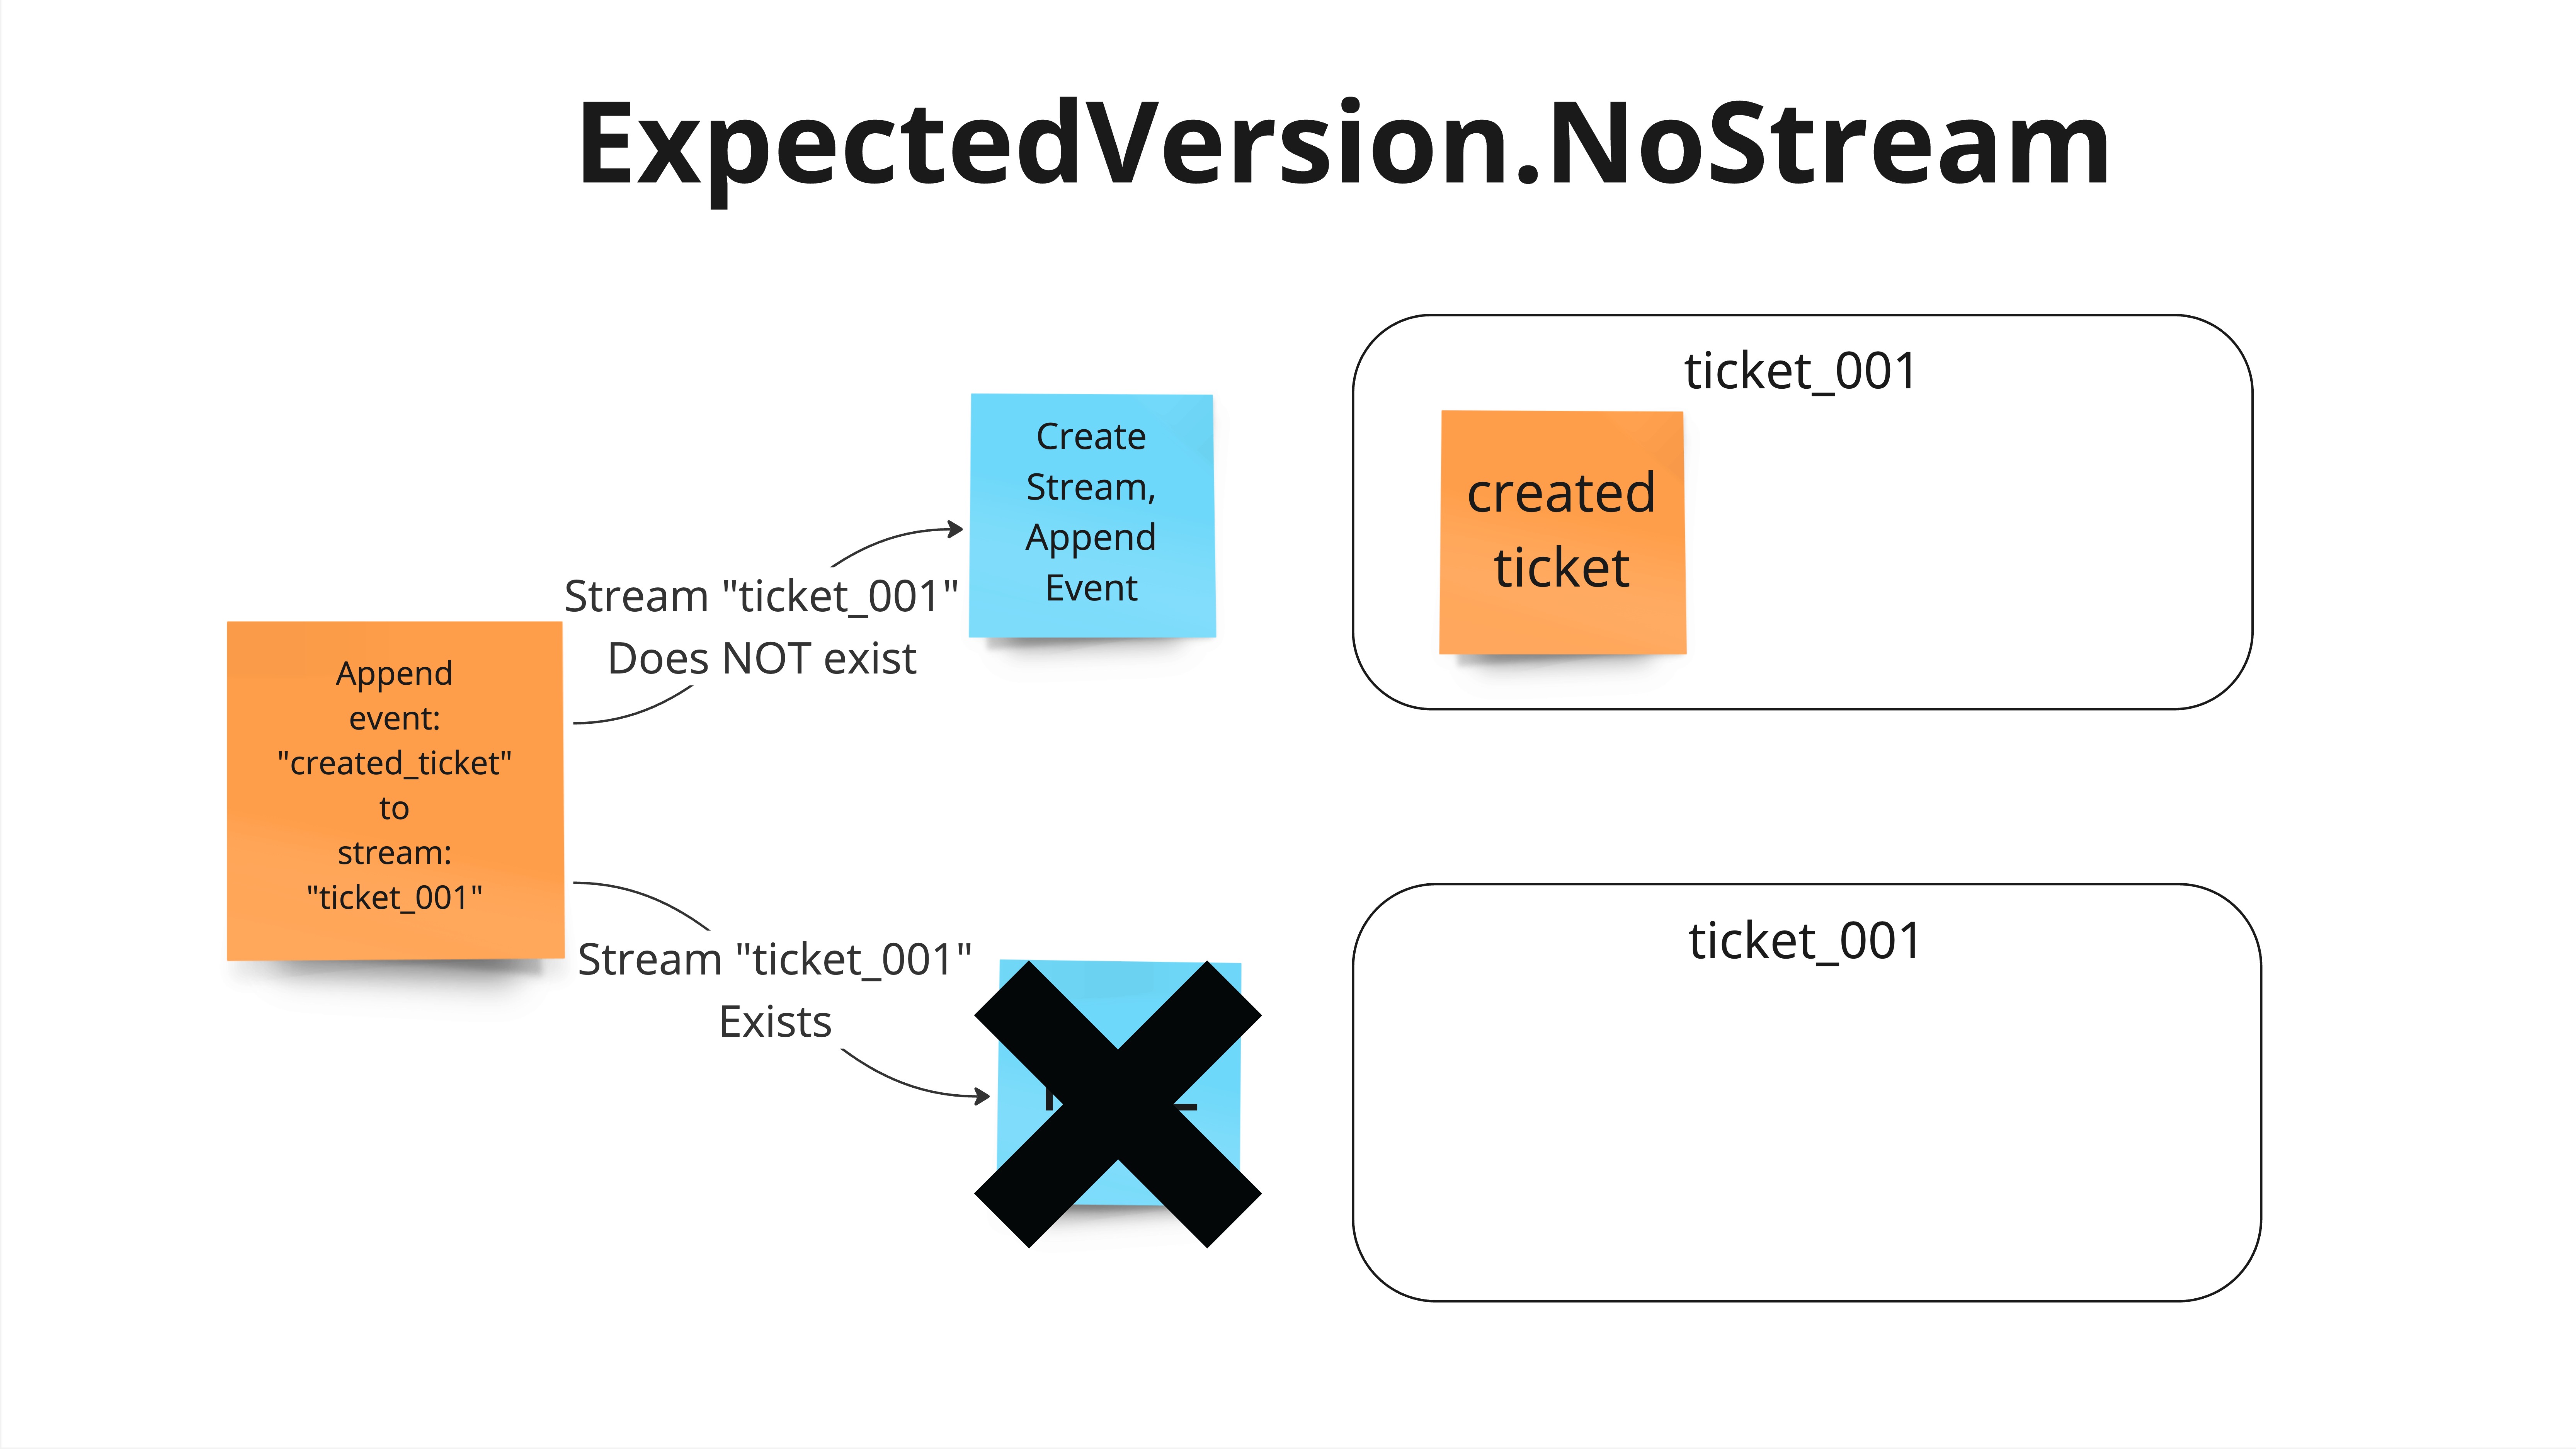 ExpectedVersion.NoStream
ticket_001
Create
Stream,
Append
Event
created
ticket
Stream "ticket_001"
Does NOT exist
Append
event:
"created_ticket"
to
stream:
"ticket_001"
Stream "ticket_001"
Exists
ticket_001